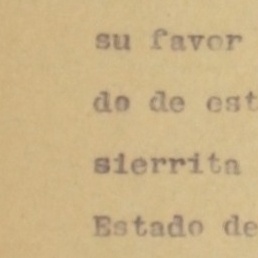 su favor
do de est
sierrita
Estado de